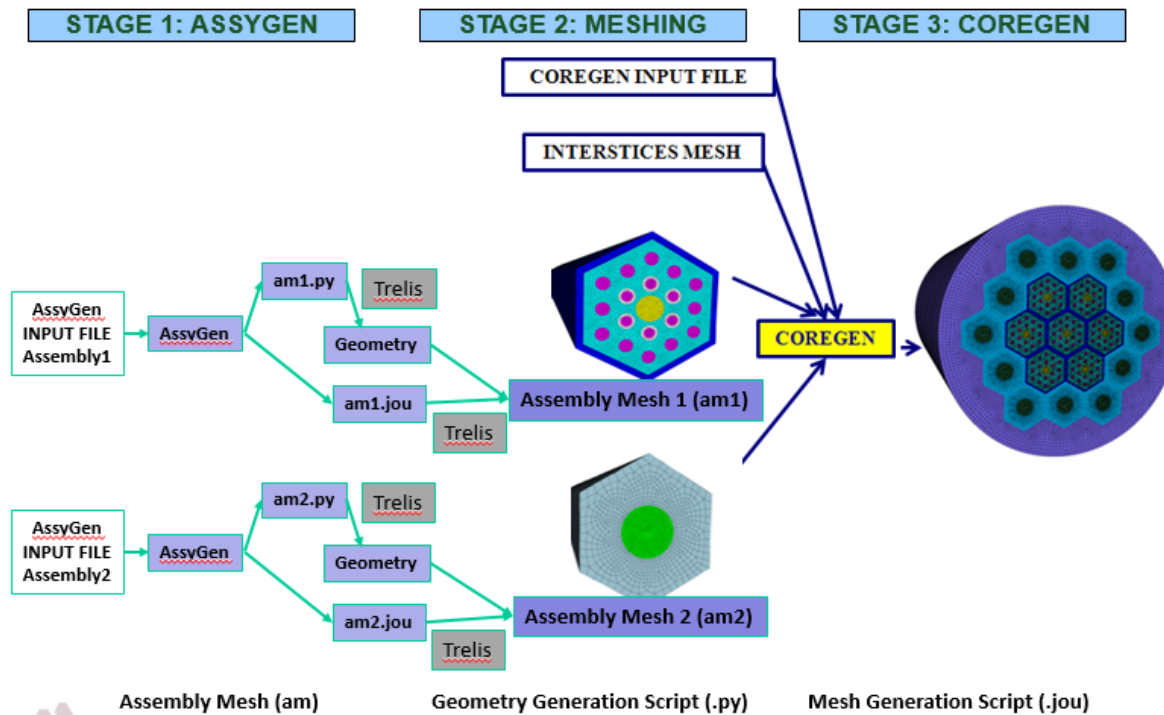 STAGE 1: ASSYGEN
STAGE 2: MESHING
STAGE 3: COREGEN
COREGEN INPUT FILE
INTERSTICES MESH
AssyGen
INPUT FILE
Assembly1
AssyGen
am1.py
Trelis
Geometry
am1.jou
Trelis
Assembly Mesh 1 (am1)
COREGEN
AssyGen
INPUT FILE
Assembly2
AssyGen
am2.py
Trelis
Geometry
am2.jou
Trelis
Assembly Mesh 2 (am2)
Assembly Mesh (am)
Geometry Generation Script (.py)
Mesh Generation Script (.jou)